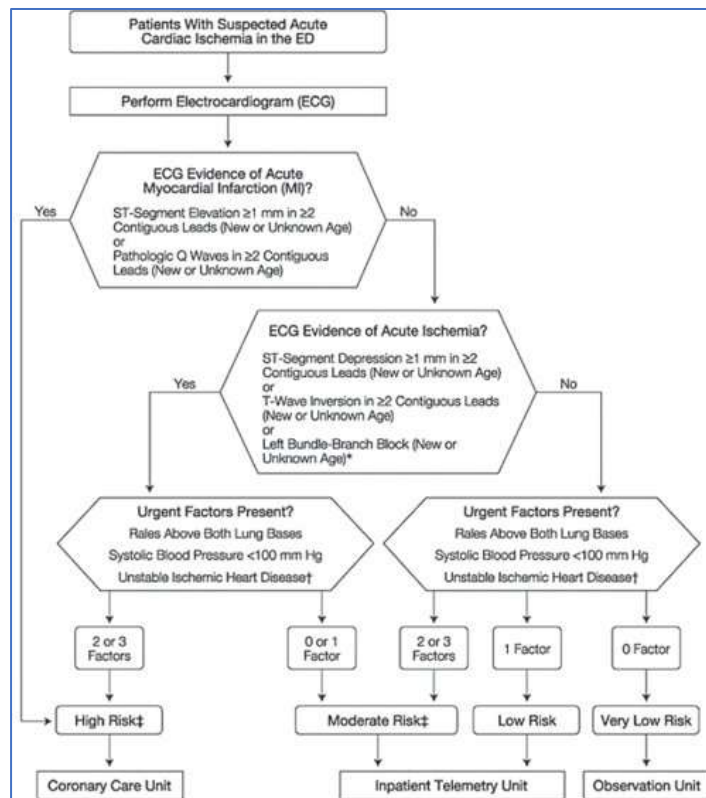 Patients With Suspected Acute
Cardiac Ischemia in the ED
Perform Electrocardiogram (ECG)
ECG Evidence of Acute
Myocardial Infarction (MI)?
Yes
No
ST-Segment Elevation ≥1 mm in ≥2
Contiguous Leads (New or Unknown Age)
or
Pathologic Q Waves in ≥2 Contiguous
Leads (New or Unknown Age)
ECG Evidence of Acute Ischemia?
ST-Segment Depression ≥1 mm in ≥2
Contiguous Leads (New or Unknown Age)
Yes
No
or
T-Wave Inversion in ≥2 Contiguous Leads
(New or Unknown Age)
or
Left Bundle-Branch Block (New or
Unknown Age)*
Urgent Factors Present?
Rales Above Both Lung Bases
Systolic Blood Pressure <100 mm Hg
Unstable Ischemic Heart Disease†
Urgent Factors Present?
Rales Above Both Lung Bases
Systolic Blood Pressure <100 mm Hg
Unstable Ischemic Heart Disease†
2 or 3
Factors
0 or 1
Factor
2 or 3
Factors
1 Factor
0 Factor
High Risk‡
Moderate Risk‡
Low Risk
Very Low Risk
Coronary Care Unit
Inpatient Telemetry Unit
Observation Unit